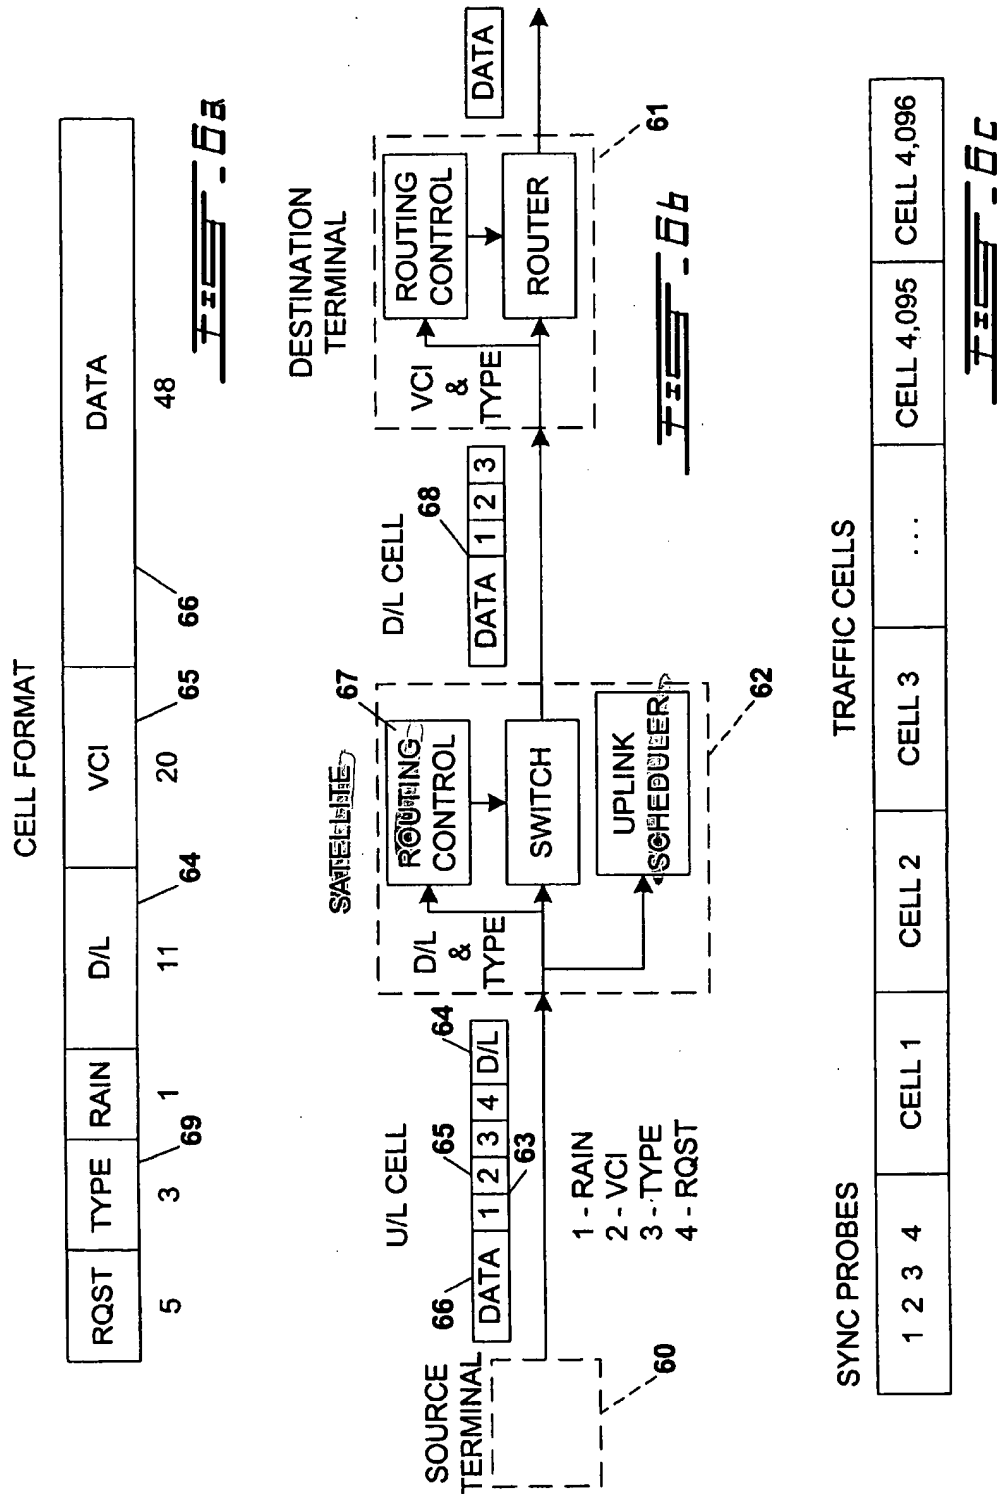 CELL FORMAT
RQST TYPE RAIN D/L VCI DATA
5 3 1 11 20 48
69 64 65 66
FIG-6a
SOURCE TERMINAL
60
U/L CELL
66 65 64
DATA 1 2 3 4 D/L
63
1 - RAIN
2 - VCI
3 - TYPE
4 - RQST
SATELLITE
67
D/L & TYPE
ROUTING CONTROL
SWITCH
UPLINK SCHEDULER
62
D/L CELL
68
DATA 1 2 3
DESTINATION TERMINAL
VCI & TYPE
ROUTING CONTROL
ROUTER
61
DATA
FIG-6b
SYNC PROBES
TRAFFIC CELLS
1 2 3 4 CELL 1 CELL 2 CELL 3 ... CELL 4,095 CELL 4,096
FIG-6c